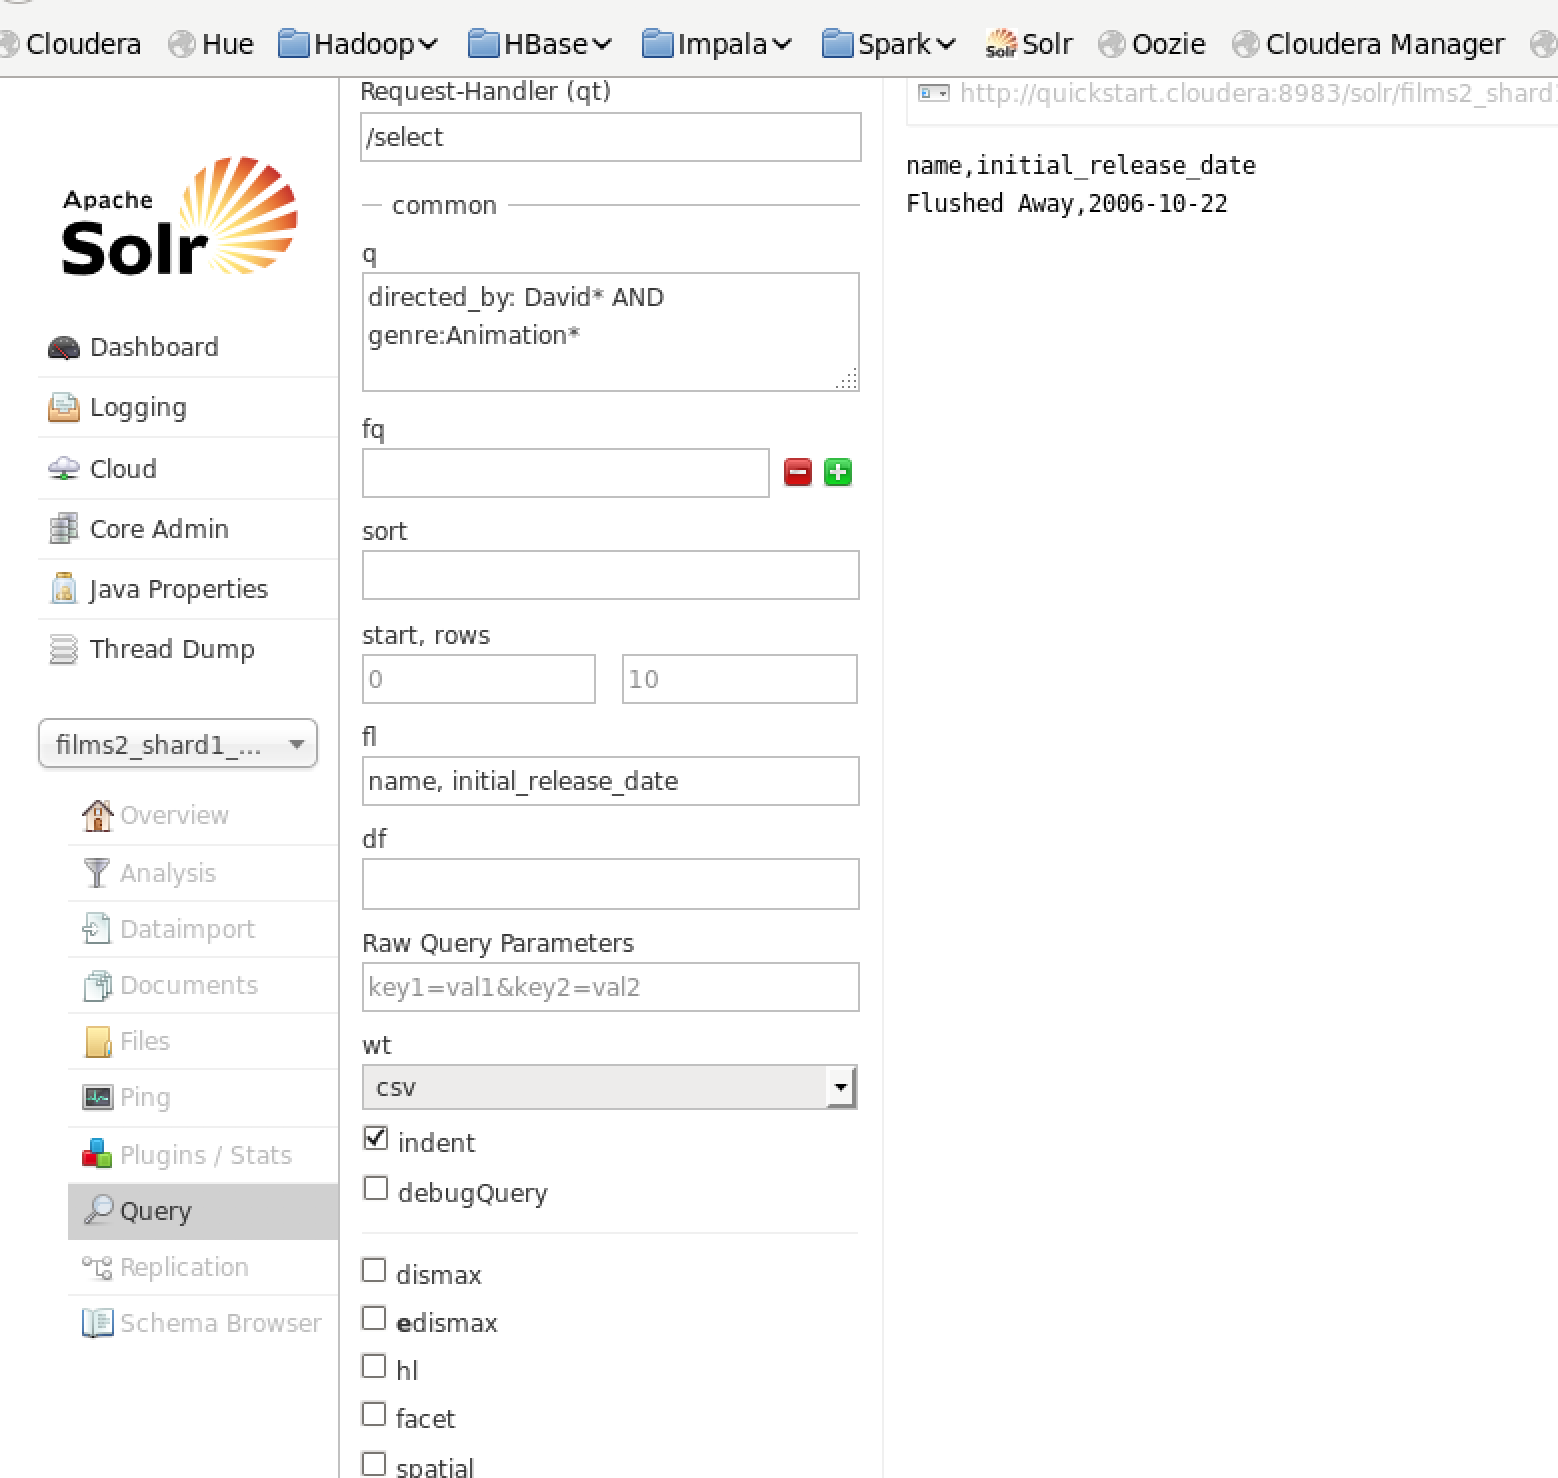 Cloudera Hue Hadoop HBase Impala Spark Solr Oozie Cloudera Manager
Apache
Solr
Dashboard
Logging
Cloud
Core Admin
Java Properties
Thread Dump
films2_shard1_...
Overview
Analysis
Dataimport
Documents
Files
Ping
Plugins / Stats
Query
Replication
Schema Browser
Request-Handler (qt)
/select
common
q
directed_by: David* AND
genre:Animation*
fq
sort
start, rows
0 10
fl
name, initial_release_date
df
Raw Query Parameters
key1=val1&key2=val2
wt
csv
indent
debugQuery
dismax
edismax
hl
facet
spatial
http://quickstart.cloudera:8983/solr/films2_shard
name,initial_release_date
Flushed Away,2006-10-22